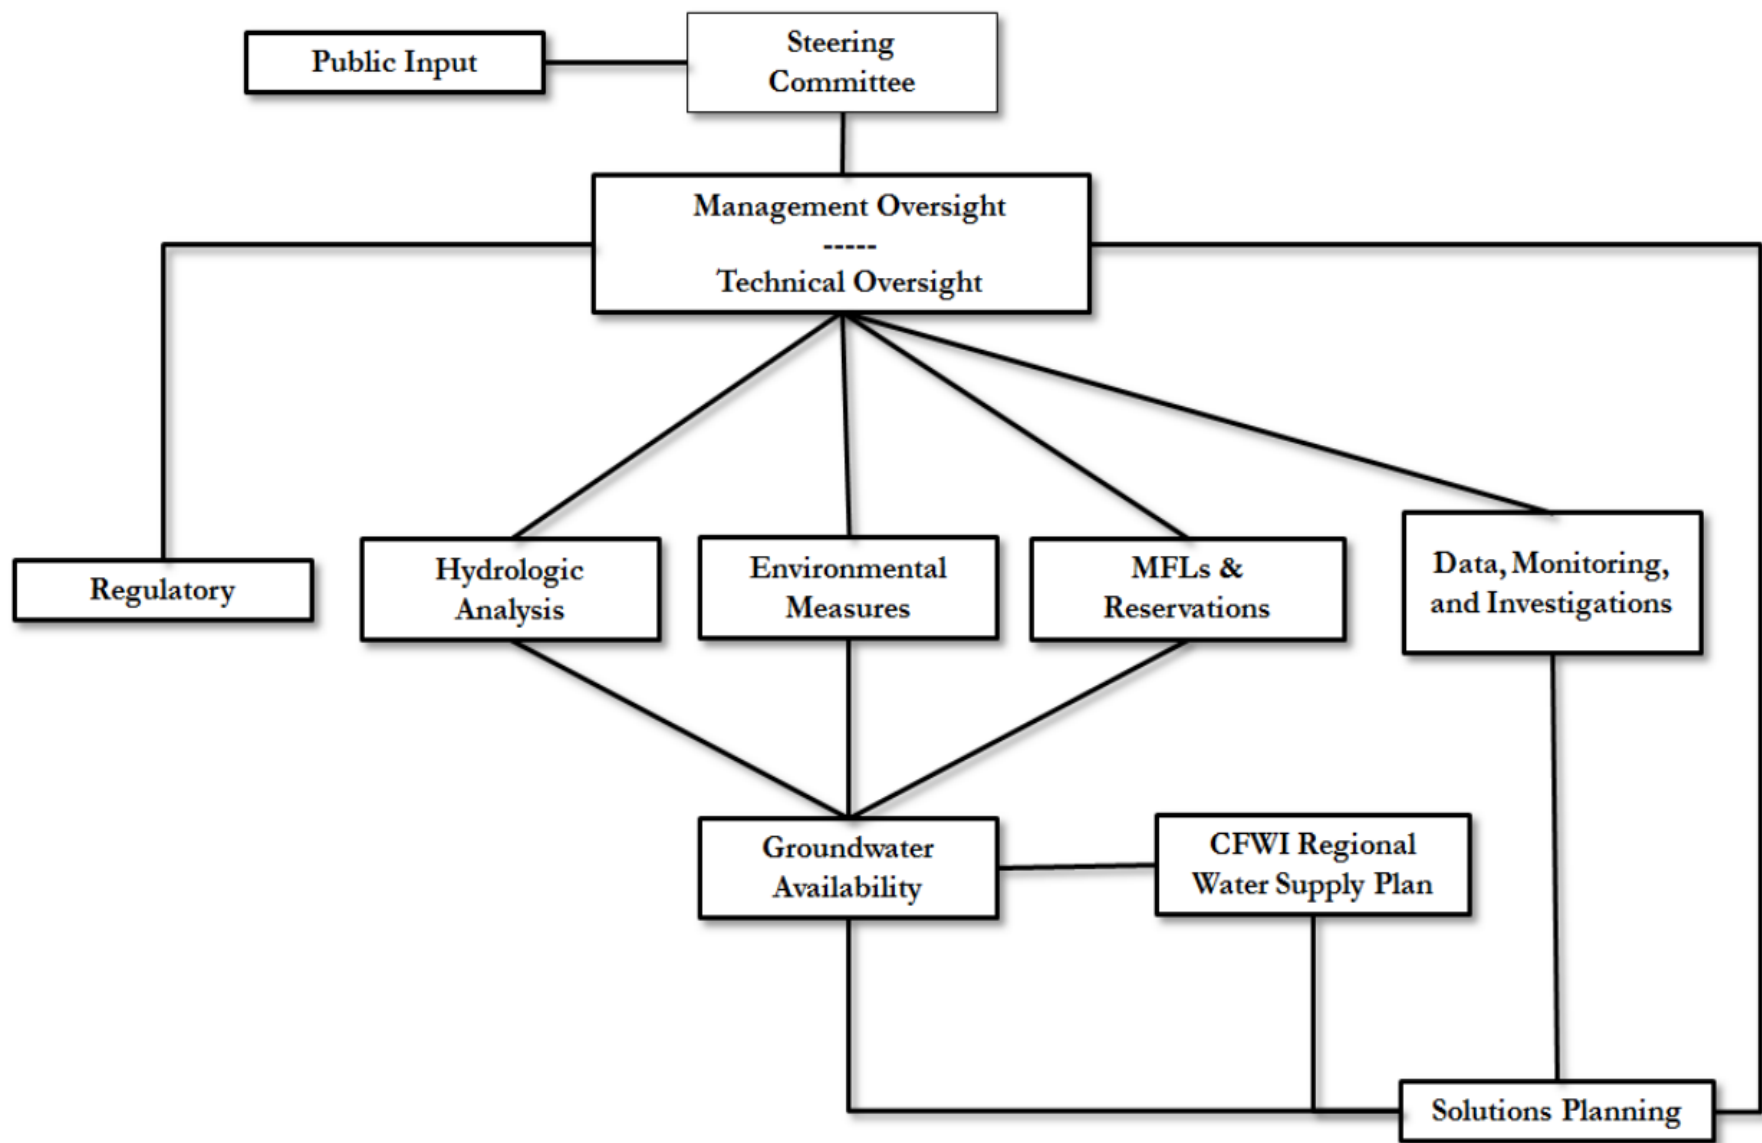 Public Input
Steering
Committee
Management Oversight
-----
Technical Oversight
Regulatory
Hydrologic
Analysis
Environmental
Measures
MFLs &
Reservations
Data, Monitoring,
and Investigations
Groundwater
Availability
CFWI Regional
Water Supply Plan
Solutions Planning